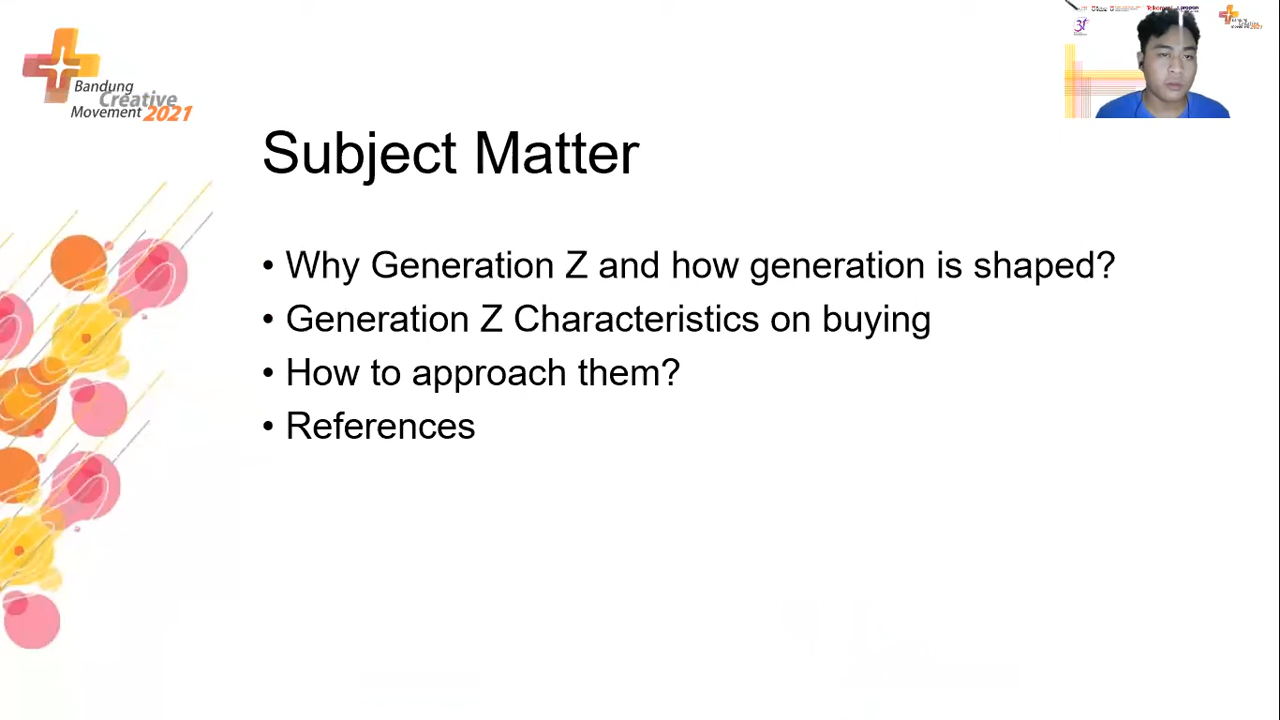 Bandung
Creative
Movement 2021
Subject Matter
• Why Generation Z and how generation is shaped?
• Generation Z Characteristics on buying
• How to approach them?
• References